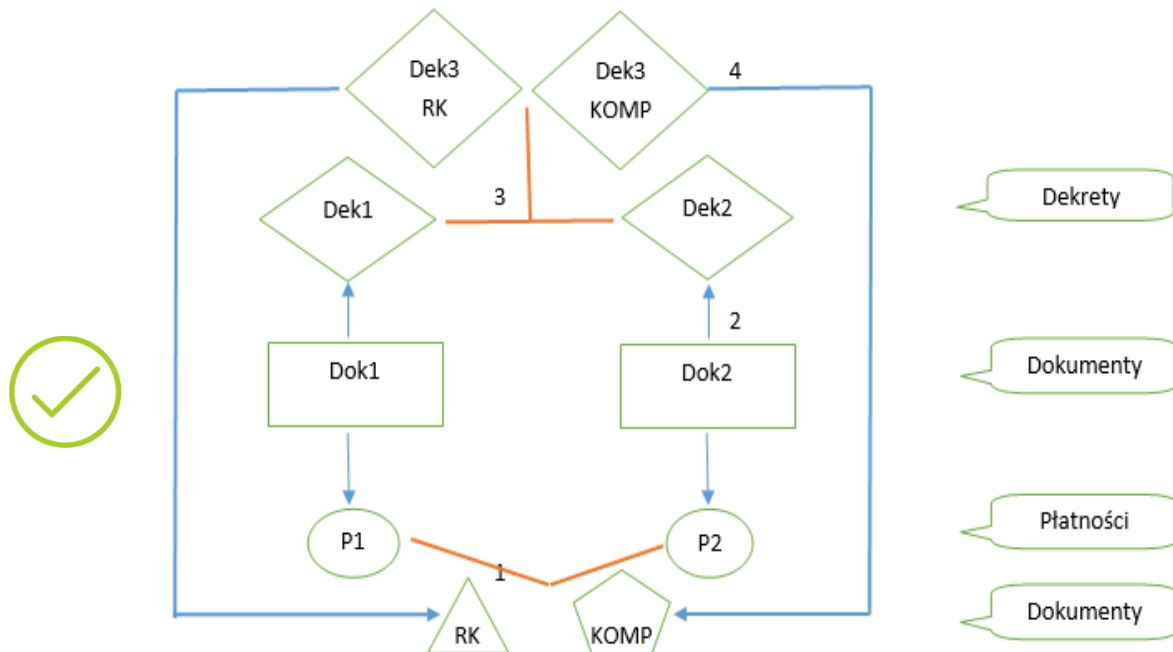 Dek3
RK
Dek3
KOMP
4
Dek1
3
Dek2
Dekrety
2
Dok1
Dok2
Dokumenty
P1
P2
Płatności
1
RK
KOMP
Dokumenty